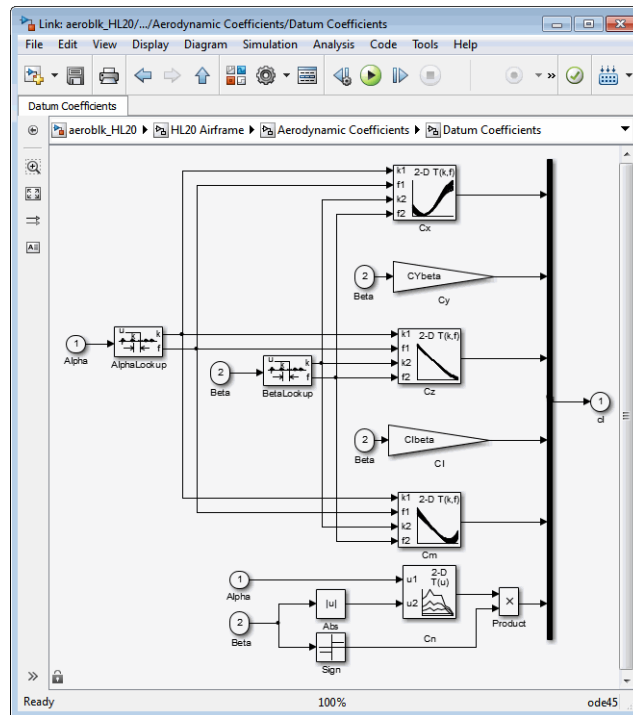 Link: aeroblk_HL20/.../Aerodynamic Coefficients/Datum Coefficients
File Edit View Display Diagram Simulation Analysis Code Tools Help
»
Datum Coefficients
aeroblk_HL20 HL20 Airframe Aerodynamic Coefficients Datum Coefficients
k1 2-D T(k,f)
f1
k2
f2
Cx
2 CYbeta
Beta Cy
k1 2-D T(k,f)
f1
k2
f2
Cz
1 u k k
f
Alpha AlphaLookup
2 u k k
f
Beta BetaLookup
1
cl
2 Clbeta
Beta Cl
k1 2-D T(k,f)
f1
k2
f2
Cm
1 u1 2-D
T(u)
Alpha u2
2 |u| ×
Beta Abs Cn Product
Sign
»
Ready 100% ode45